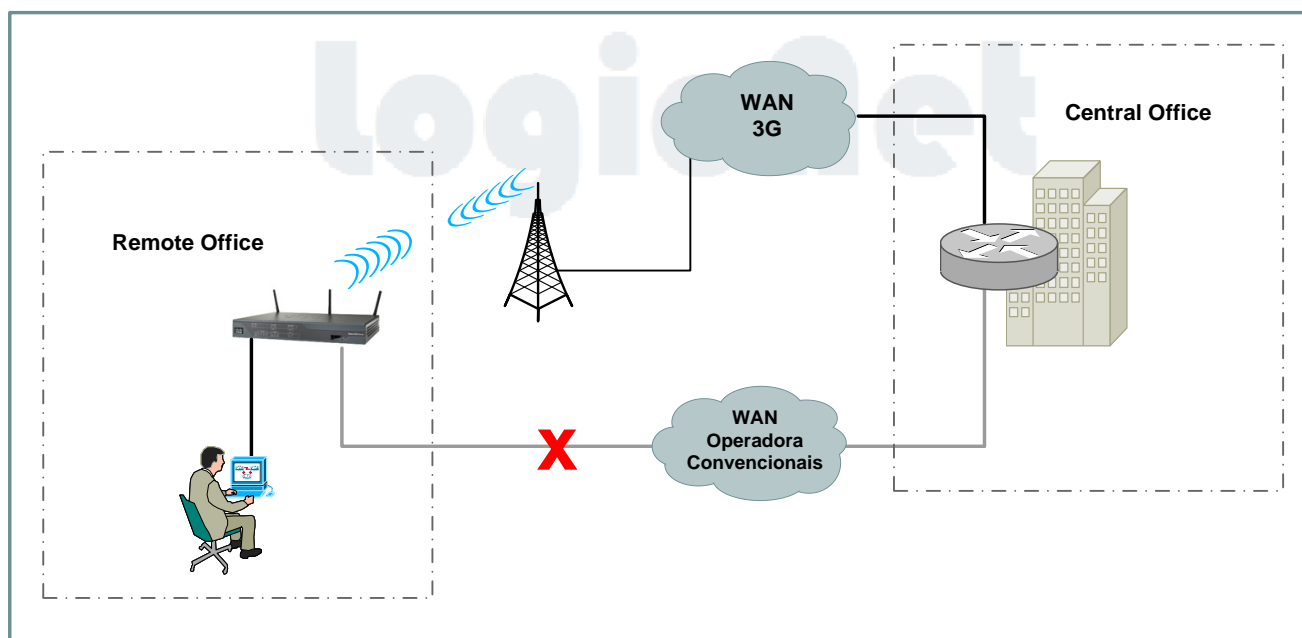 logicNet
WAN
3G
Central Office
Remote Office
WAN
Operadora
Convencionais
X